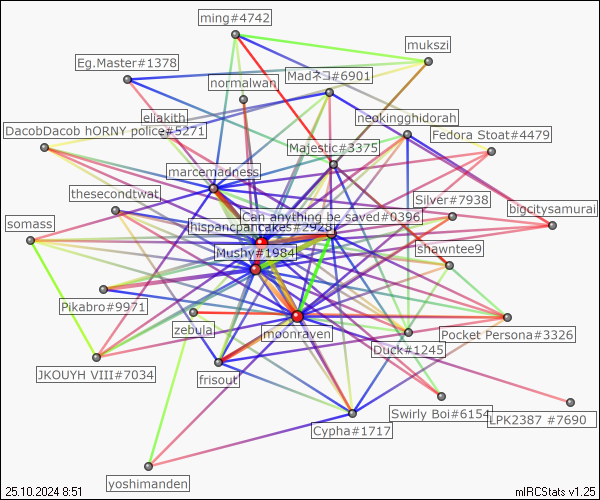 ming#4742
mukszi
Eg.Master#1378
Madネコ#6901
normalwan
eliakith
neokingghidorah
DacobDacob hORNY police#5271
Fedora Stoat#4479
Majestic#3375
marcemadness
thesecondtwat
Silver#7938
bigcitysamurai
Can anything be saved#0396
somass
hispancpancakes#2928
Mushy#1984
shawntee9
Pikabro#9971
zebula
moonraven
Pocket Persona#3326
Duck#1245
JKOUYH VIII#7034
frisout
Swirly Boi#6154
LPK2387 #7690
Cypha#1717
yoshimanden
25.10.2024 8:51
mIRCStats v1.25